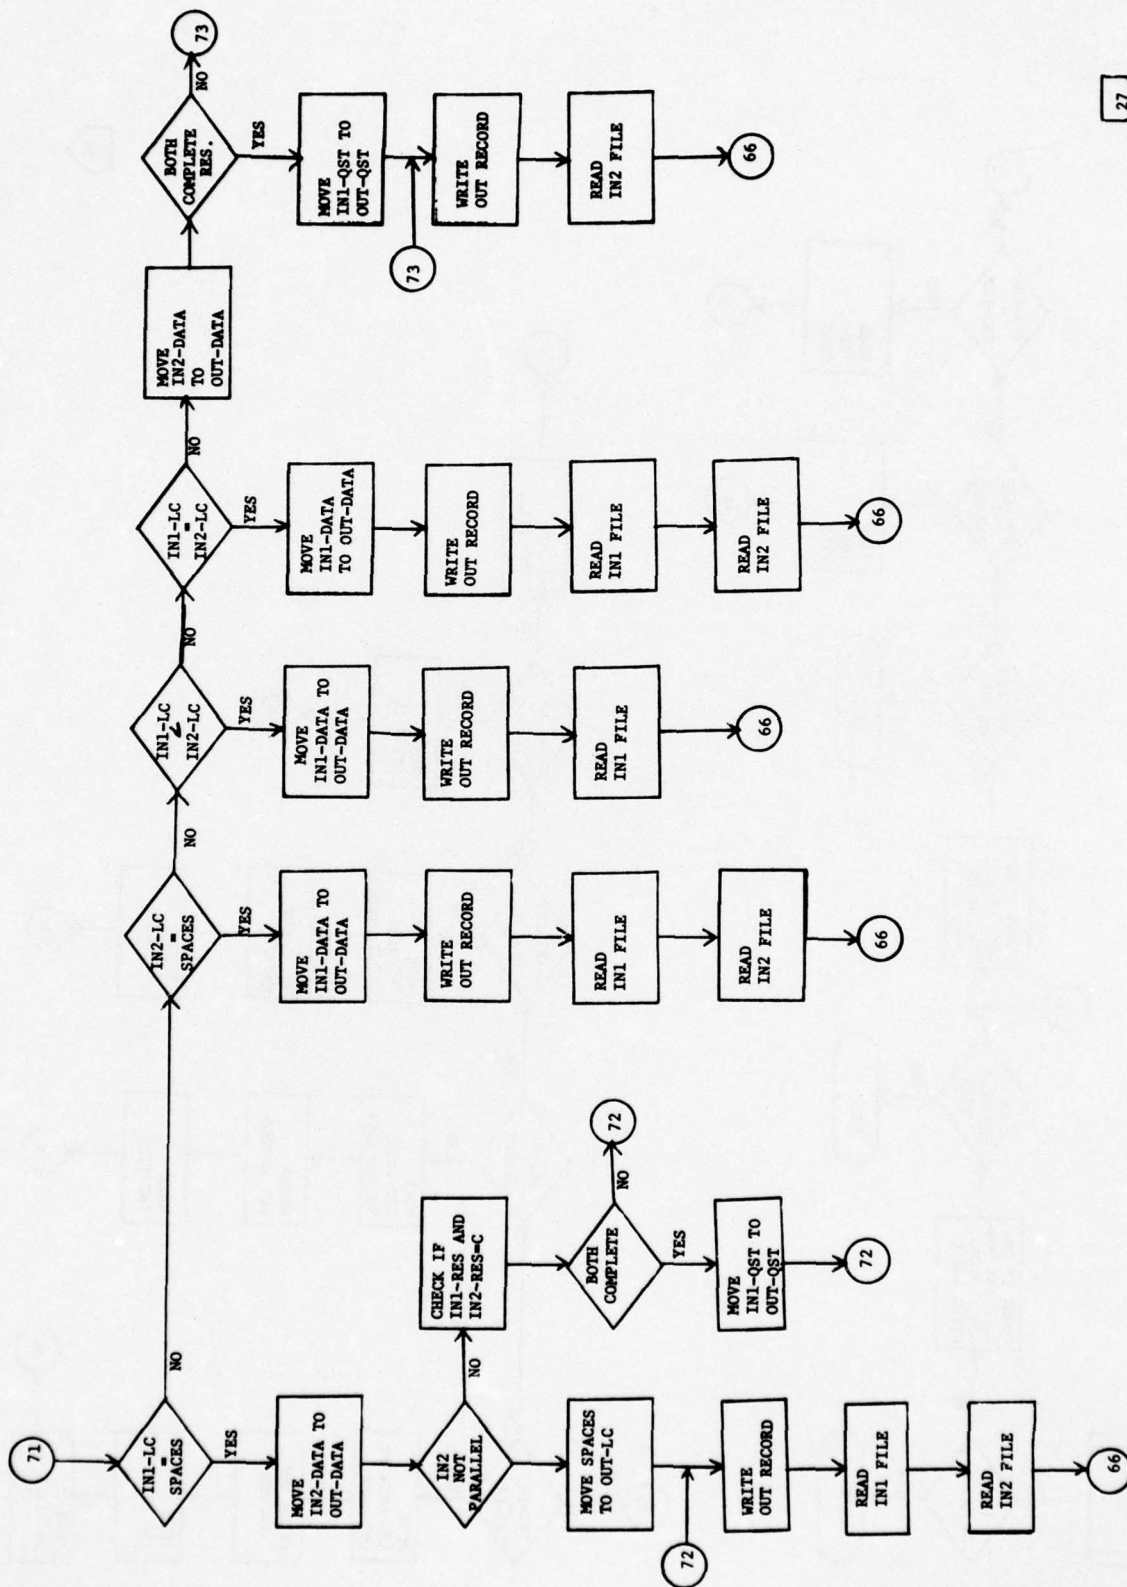 71
IN1-LC
=
SPACES
NO
YES
MOVE
IN2-DATA TO
OUT-DATA
IN2
NOT
PARALLEL
NO
CHECK IF
IN1-RES AND
IN2-RES=C
BOTH
COMPLETE
NO
72
YES
MOVE
IN1-QST TO
OUT-QST
72
MOVE SPACES
TO OUT-LC
72
WRITE
OUT RECORD
READ
IN1 FILE
READ
IN2 FILE
66
IN2-LC
=
SPACES
NO
YES
MOVE
IN1-DATA TO
OUT-DATA
WRITE
OUT RECORD
READ
IN1 FILE
READ
IN2 FILE
66
IN1-LC
<
IN2-LC
NO
YES
MOVE
IN1-DATA TO
OUT-DATA
WRITE
OUT RECORD
READ
IN1 FILE
66
IN1-LC
=
IN2-LC
NO
YES
MOVE
IN1-DATA
TO OUT-DATA
WRITE
OUT RECORD
READ
IN1 FILE
READ
IN2 FILE
66
MOVE
IN2-DATA
TO
OUT-DATA
BOTH
COMPLETE
RES.
NO
73
YES
MOVE
IN1-QST TO
OUT-QST
73
WRITE
OUT RECORD
READ
IN2 FILE
66
27